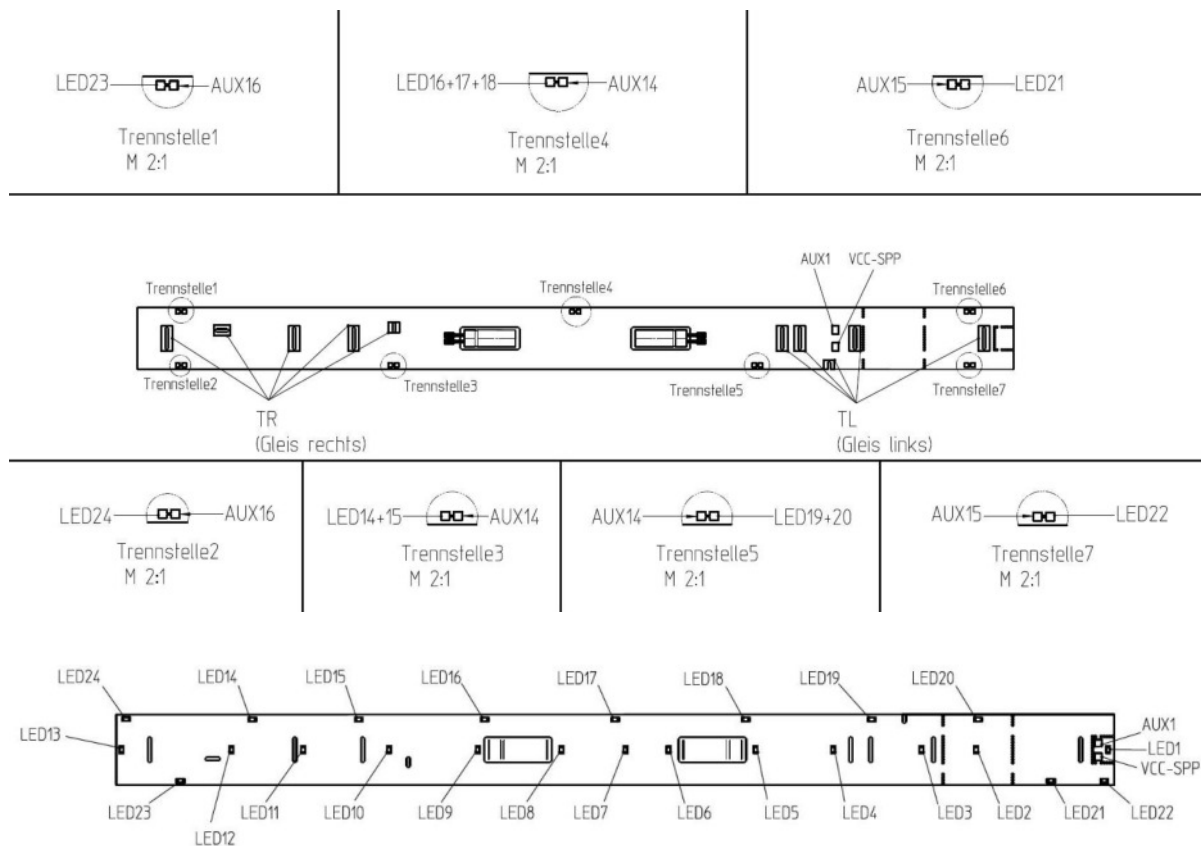 LED23 AUX16
Trennstelle1
M 2:1
LED16+17+18 AUX14
Trennstelle4
M 2:1
AUX15 LED21
Trennstelle6
M 2:1
AUX1 VCC-SPP
Trennstelle1 Trennstelle4 Trennstelle6
Trennstelle2 Trennstelle3 Trennstelle5 Trennstelle7
TR
(Gleis rechts)
TL
(Gleis links)
LED24 AUX16
Trennstelle2
M 2:1
LED14+15 AUX14
Trennstelle3
M 2:1
AUX14 LED19+20
Trennstelle5
M 2:1
AUX15 LED22
Trennstelle7
M 2:1
LED24 LED14 LED15 LED16 LED17 LED18 LED19 LED20
AUX1
LED13 LED1
VCC-SPP
LED23 LED12 LED11 LED10 LED9 LED8 LED7 LED6 LED5 LED4 LED3 LED2 LED21 LED22